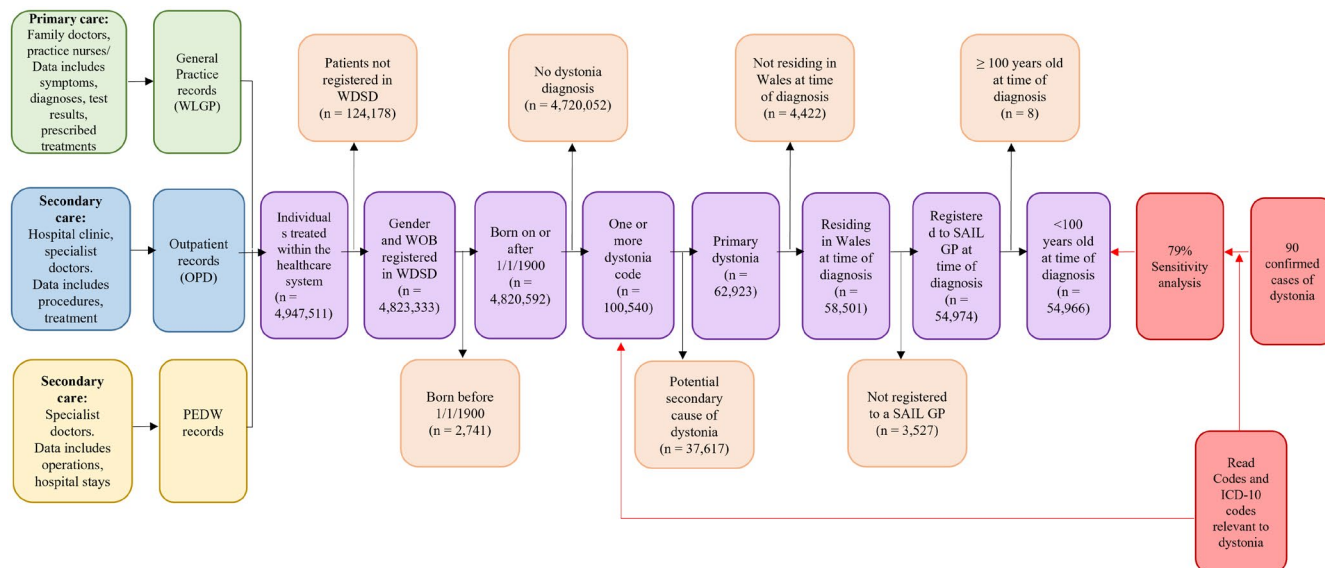 Primary care:
Family doctors,
practice nurses/
Data includes
symptoms,
diagnoses, test
results,
prescribed
treatments
General
Practice
records
(WLGP)
Patients not
registered in
WDSD
(n = 124,178)
No dystonia
diagnosis
(n = 4,720,052)
Not residing in
Wales at time
of diagnosis
(n = 4,422)
≥ 100 years old
at time of
diagnosis
(n = 8)
Secondary
care:
Hospital clinic,
specialist
doctors.
Data includes
procedures,
treatment
Outpatient
records
(OPD)
Individual
s treated
within the
healthcare
system
(n =
4,947,511)
Gender
and WOB
registered
in WDSD
(n =
4,823,333)
Born on or
after
1/1/1900
(n =
4,820,592)
One or
more
dystonia
code
(n =
100,540)
Primary
dystonia
(n =
62,923)
Residing
in Wales
at time of
diagnosis
(n =
58,501)
Registere
d to SAIL
GP at
time of
diagnosis
(n =
54,974)
<100
years old
at time of
diagnosis
(n =
54,966)
79%
Sensitivity
analysis
90
confirmed
cases of
dystonia
Secondary
care:
Specialist
doctors.
Data includes
operations,
hospital stays
PEDW
records
Born before
1/1/1900
(n = 2,741)
Potential
secondary
cause of
dystonia
(n = 37,617)
Not registered
to a SAIL GP
(n = 3,527)
Read
Codes and
ICD-10
codes
relevant to
dystonia